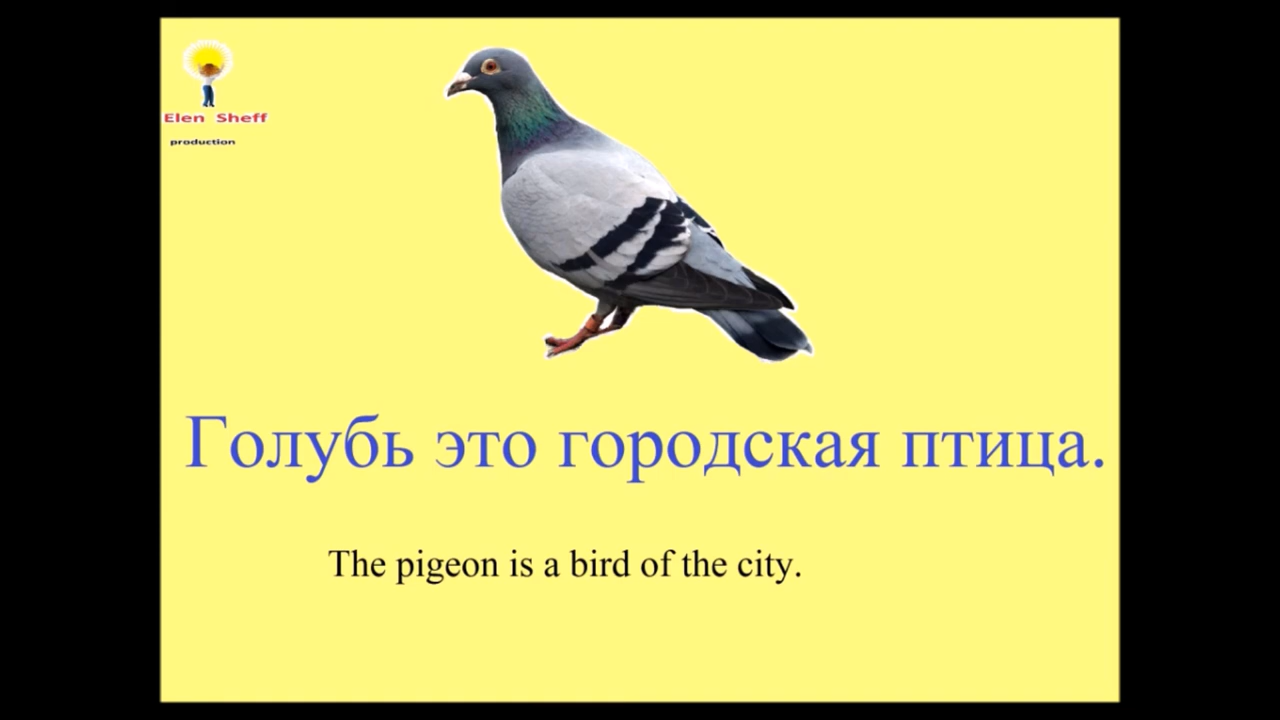 Elen Sheff
production
Голубь это городская птица.
The pigeon is a bird of the city.